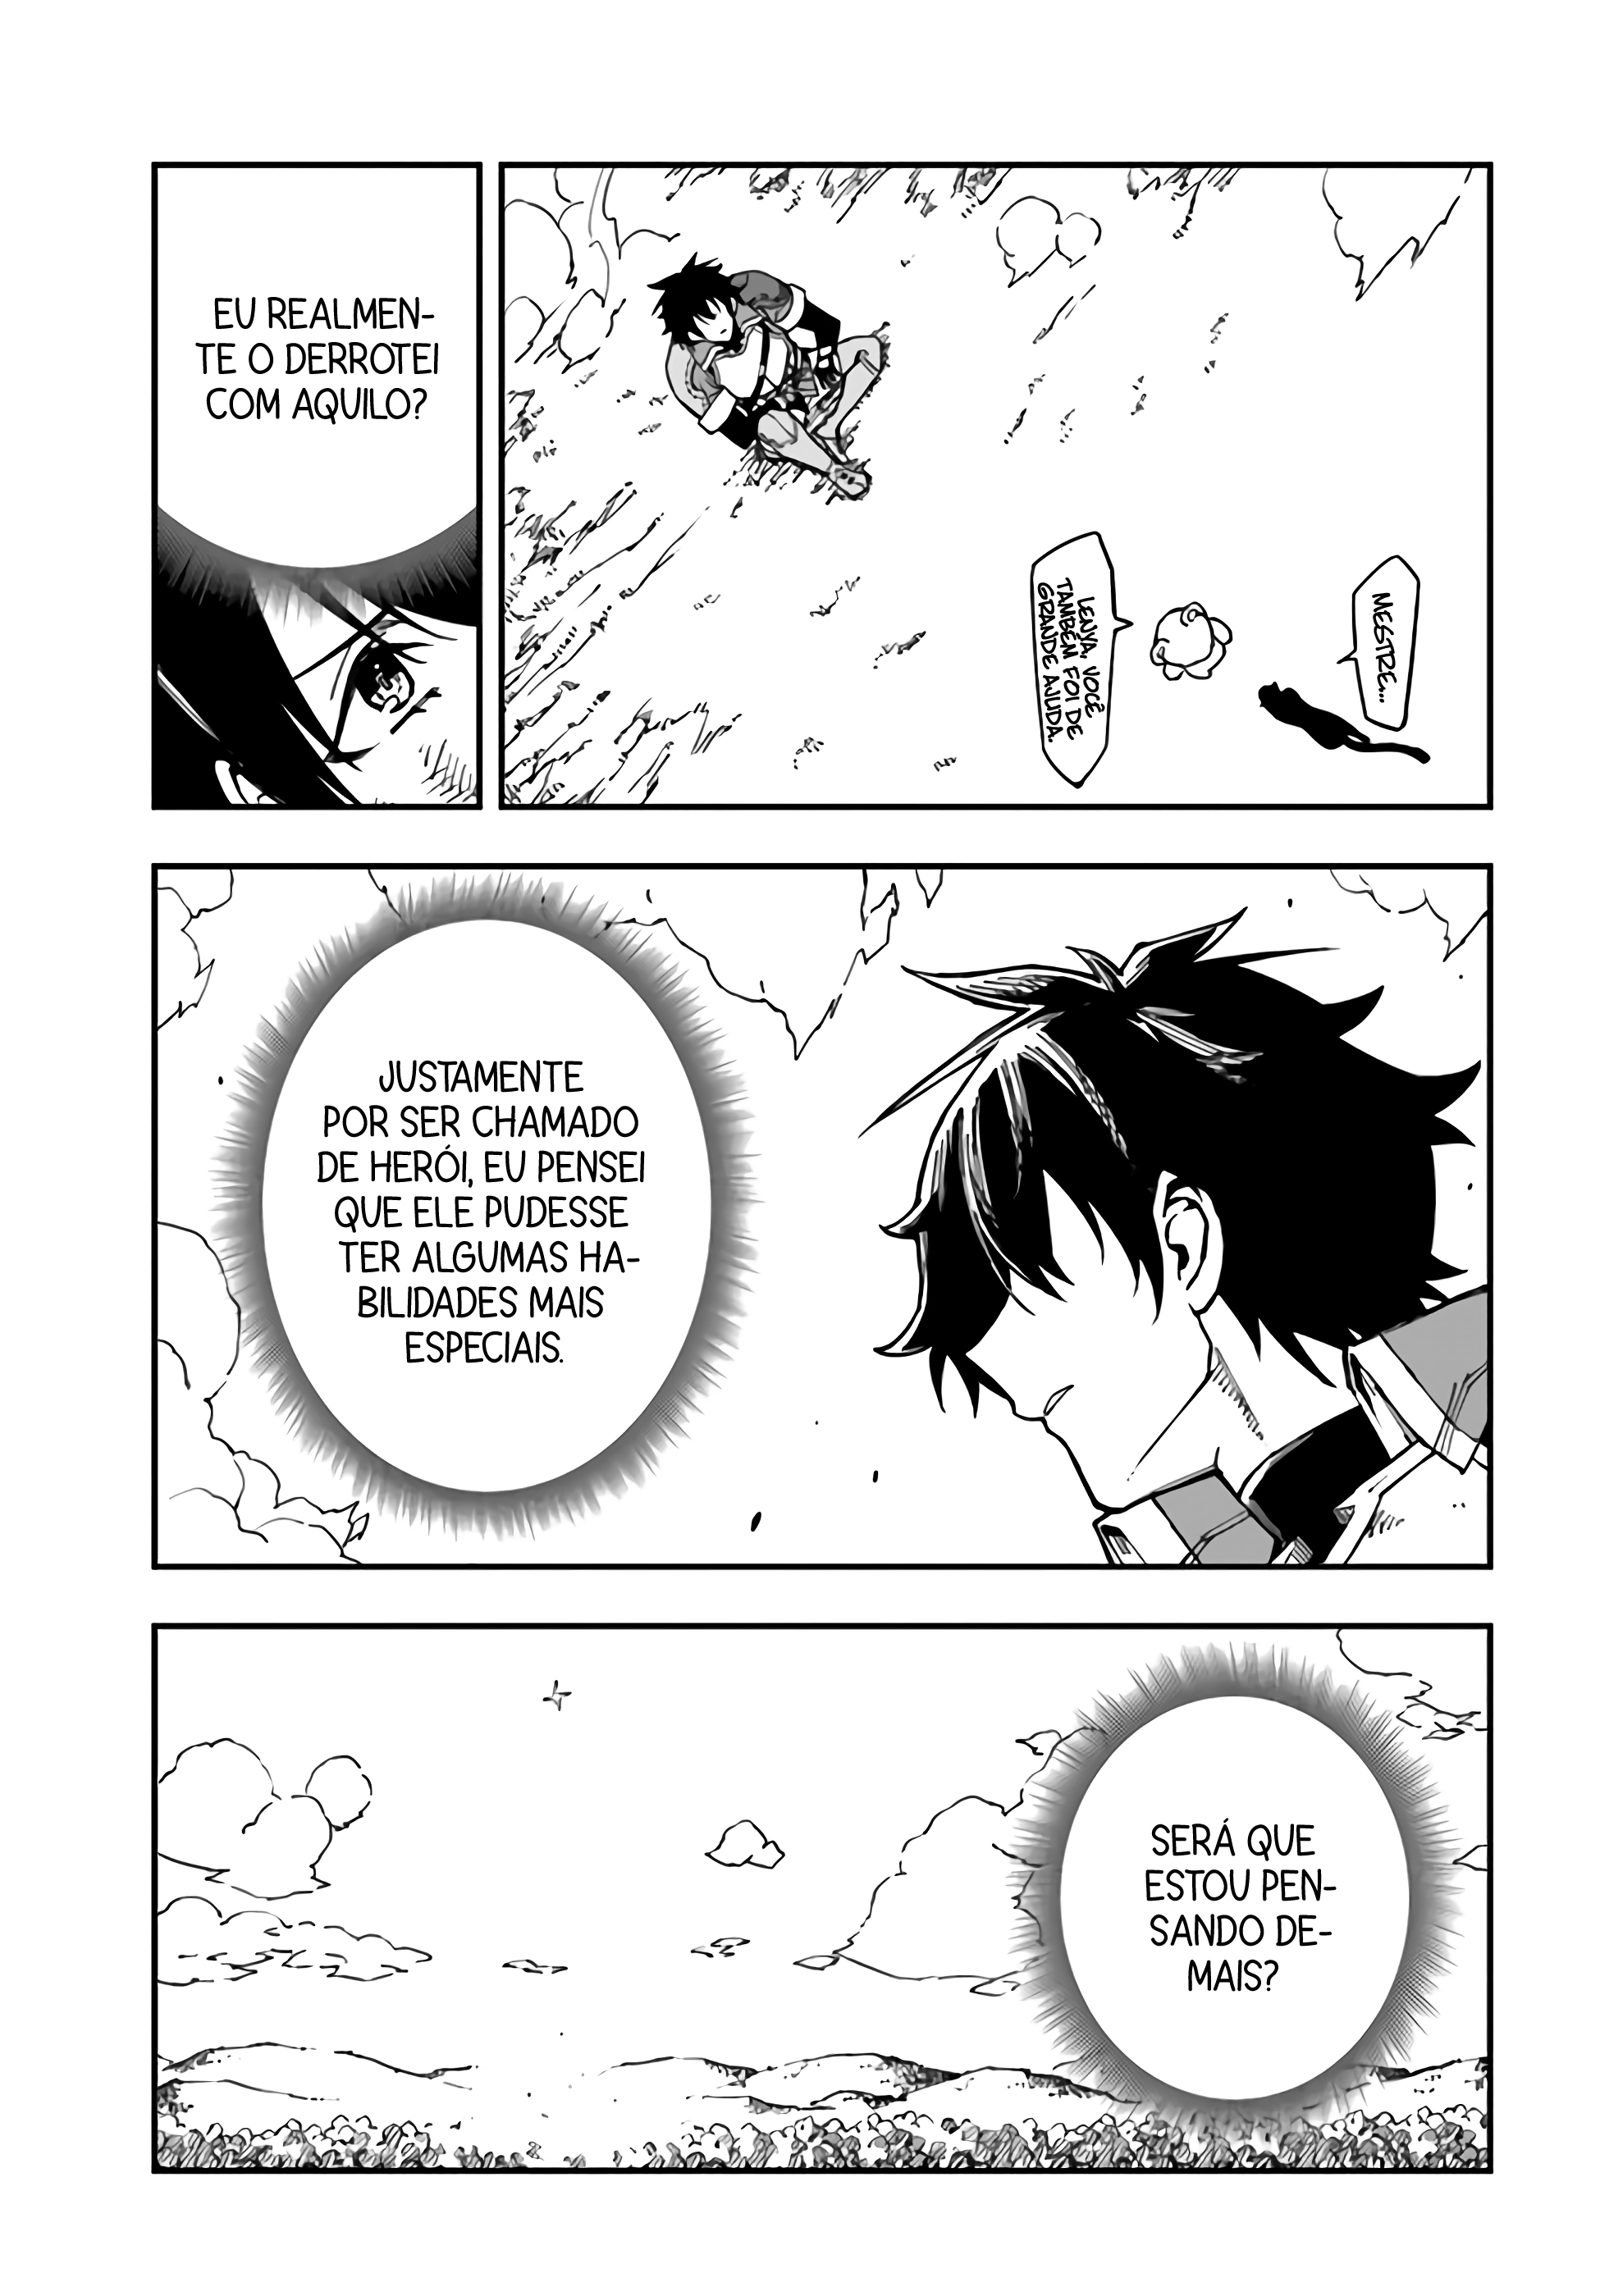 MESTRE...
LENYA, VOCÊ
TAMBÉM FOI DE
GRANDE AJUDA.
EU REALMEN-
TE O DERROTEI
COM AQUILO?
JUSTAMENTE
POR SER CHAMADO
DE HERÓI, EU PENSEI
QUE ELE PUDESSE
TER ALGUMAS HA-
BILIDADES MAIS
ESPECIAIS.
SERÁ QUE
ESTOU PEN-
SANDO DE-
MAIS?